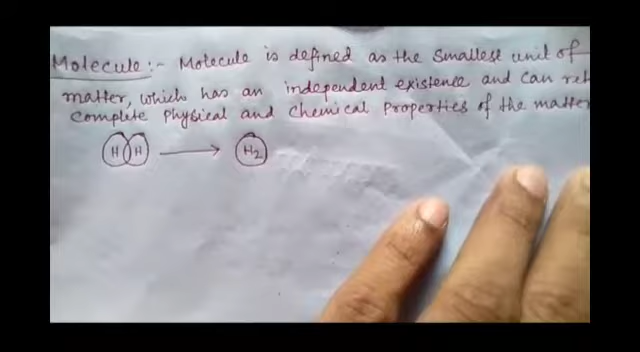 Molecule :- Molecule is defined as the smallest unit of
matter, which has an independent existence and can ret
complete Physical and chemical Properties of the matter
H H → H2